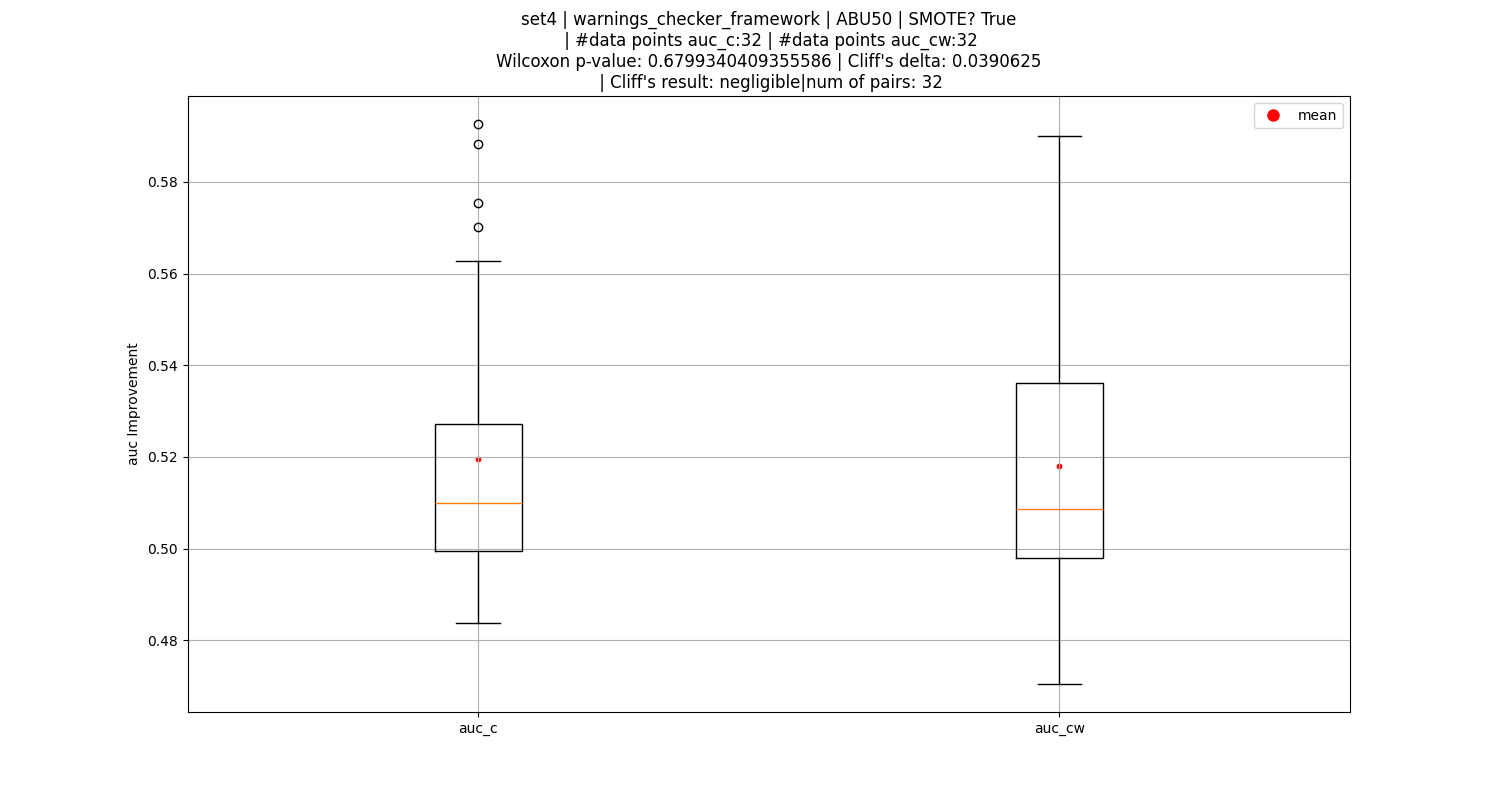 set4 | warnings_checker_framework | ABU50 | SMOTE? True
| #data points auc_c:32 | #data points auc_cw:32
Wilcoxon p-value: 0.6799340409355586 | Cliff's delta: 0.0390625
| Cliff's result: negligible|num of pairs: 32
mean
0.58
0.56
0.54
0.52
0.50
0.48
auc Improvement
auc_c
auc_cw